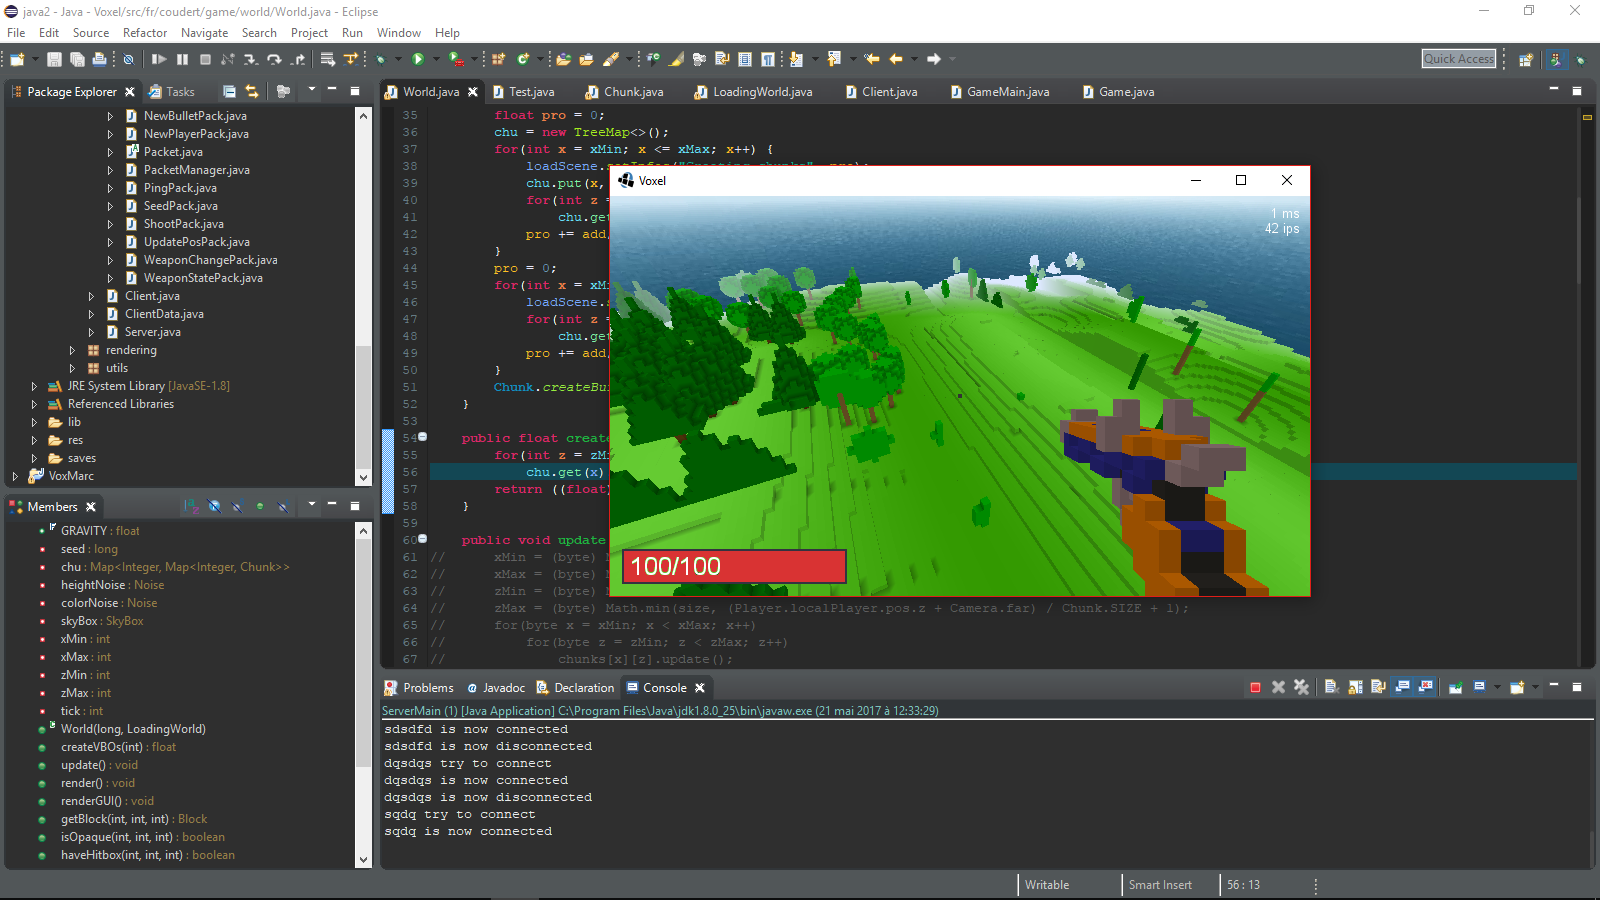 java2 - Java - Voxel/src/fr/coudert/game/world/World.java - Eclipse
File Edit Source Refactor Navigate Search Project Run Window Help
Quick Access
Package Explorer
Tasks
NewBulletPack.java
NewPlayerPack.java
Packet.java
PacketManager.java
PingPack.java
SeedPack.java
ShootPack.java
UpdatePosPack.java
WeaponChangePack.java
WeaponStatePack.java
Client.java
ClientData.java
Server.java
rendering
utils
JRE System Library [JavaSE-1.8]
Referenced Libraries
lib
res
saves
VoxMarc
Members
GRAVITY : float
seed : long
chu : Map<Integer, Map<Integer, Chunk>>
heightNoise : Noise
colorNoise : Noise
skyBox : SkyBox
xMin : int
xMax : int
zMin : int
zMax : int
tick : int
World(long, LoadingWorld)
createVBOs(int) : float
update() : void
render() : void
renderGUI() : void
getBlock(int, int, int) : Block
isOpaque(int, int, int) : boolean
haveHitbox(int, int, int) : boolean
World.java Test.java Chunk.java LoadingWorld.java Client.java GameMain.java Game.java
35 float pro = 0;
36 chu = new TreeMap<>();
37 for(int x = xMin; x <= xMax; x++) {
38 loadScene.setInfos("Creating chunks", pro);
39 chu.put(x,
40 for(int z =
41 chu.get
42 pro += add
43 }
44 pro = 0;
45 for(int x = xMi
46 loadScene.
47 for(int z =
48 chu.get
49 pro += add
50 }
51 Chunk.createBu
52 }
53
54 public float create
55 for(int z = zMi
56 chu.get(x)
57 return ((float)
58 }
59
60 public void update
61 // xMin = (byte) M
62 // xMax = (byte) M
63 // zMin = (byte) M
64 // zMax = (byte) Math.min(size, (Player.localPlayer.pos.z + Camera.far) / Chunk.SIZE + 1);
65 // for(byte x = xMin; x < xMax; x++)
66 // for(byte z = zMin; z < zMax; z++)
67 // chunks[x][z].update();
Voxel
1 ms
42 ips
100/100
Problems Javadoc Declaration Console
ServerMain (1) [Java Application] C:\Program Files\Java\jdk1.8.0_25\bin\javaw.exe (21 mai 2017 à 12:33:29)
sdsdfd is now connected
sdsdfd is now disconnected
dqsdqs try to connect
dqsdqs is now connected
dqsdqs is now disconnected
sqdq try to connect
sqdq is now connected
Writable
Smart Insert
56 : 13